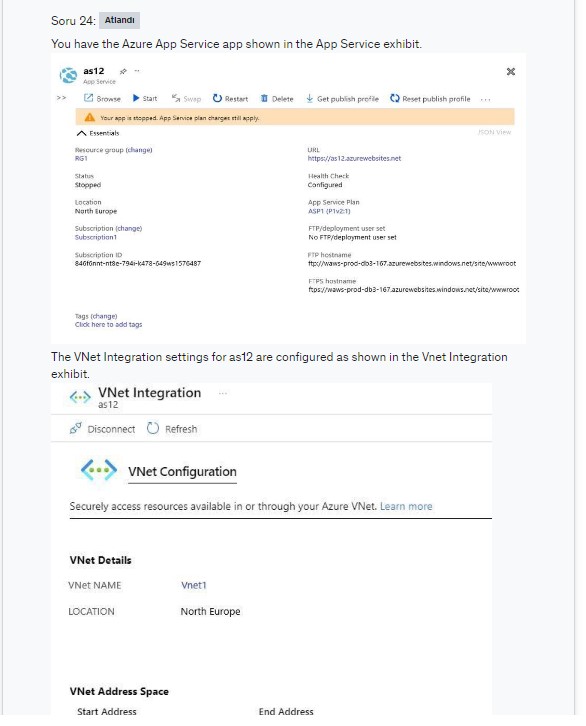 Soru 24: Atlandı
You have the Azure App Service app shown in the App Service exhibit.
as12
App Service
Browse Start Swap Restart Delete Get publish profile Reset publish profile ...
Your app is stopped. App Service plan charges still apply.
Essentials JSON View
Resource group (change)
RG1
Status
Stopped
Location
North Europe
Subscription (change)
Subscription1
Subscription ID
URL
https://as12.azurewebsites.net
Health Check
Configured
App Service Plan
ASP1 (P1v2:1)
FTP/deployment user set
No FTP/deployment user set
FTP hostname
ftp://waws-prod-db3-167.azurewebsites.windows.net/site/wwwroot
FTPS hostname
ftps://waws-prod-db3-167.azurewebsites.windows.net/site/wwwroot
Tags (change)
Click here to add tags
The VNet Integration settings for as12 are configured as shown in the Vnet Integration
exhibit.
VNet Integration ...
as12
Disconnect Refresh
VNet Configuration
Securely access resources available in or through your Azure VNet. Learn more
VNet Details
VNet NAME Vnet1
LOCATION North Europe
VNet Address Space
Start Address End Address